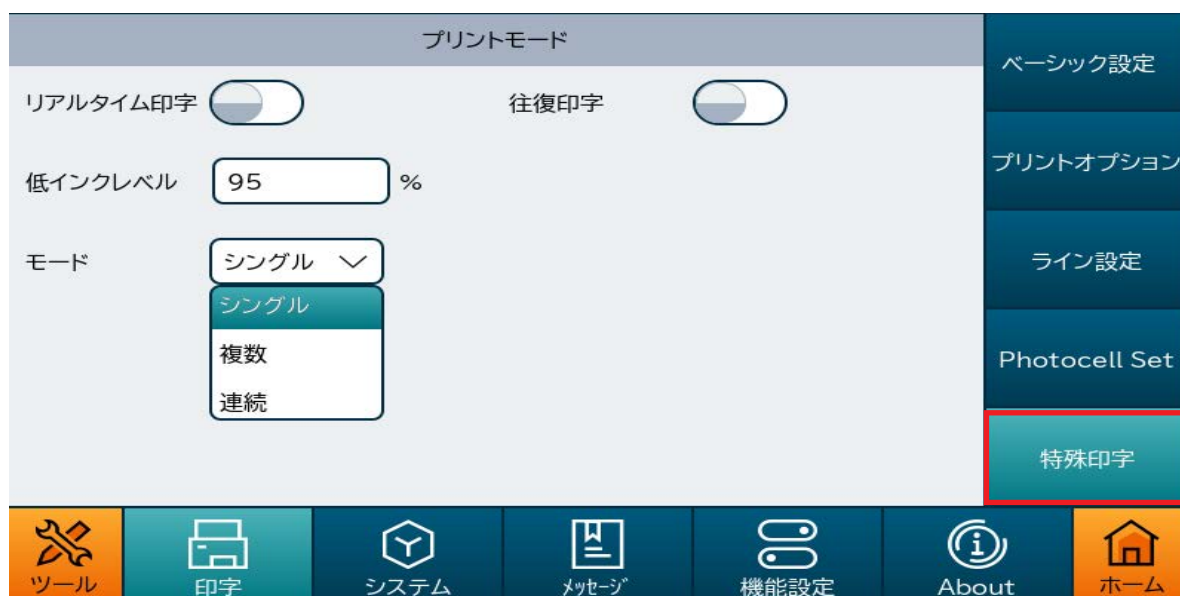 プリントモード
リアルタイム印字
往復印字
低インクレベル 95 %
モード シングル
シングル
複数
連続
ベーシック設定
プリントオプション
ライン設定
Photocell Set
特殊印字
ツール
印字
システム
ﾒｯｾｰｼﾞ
機能設定
About
ホーム